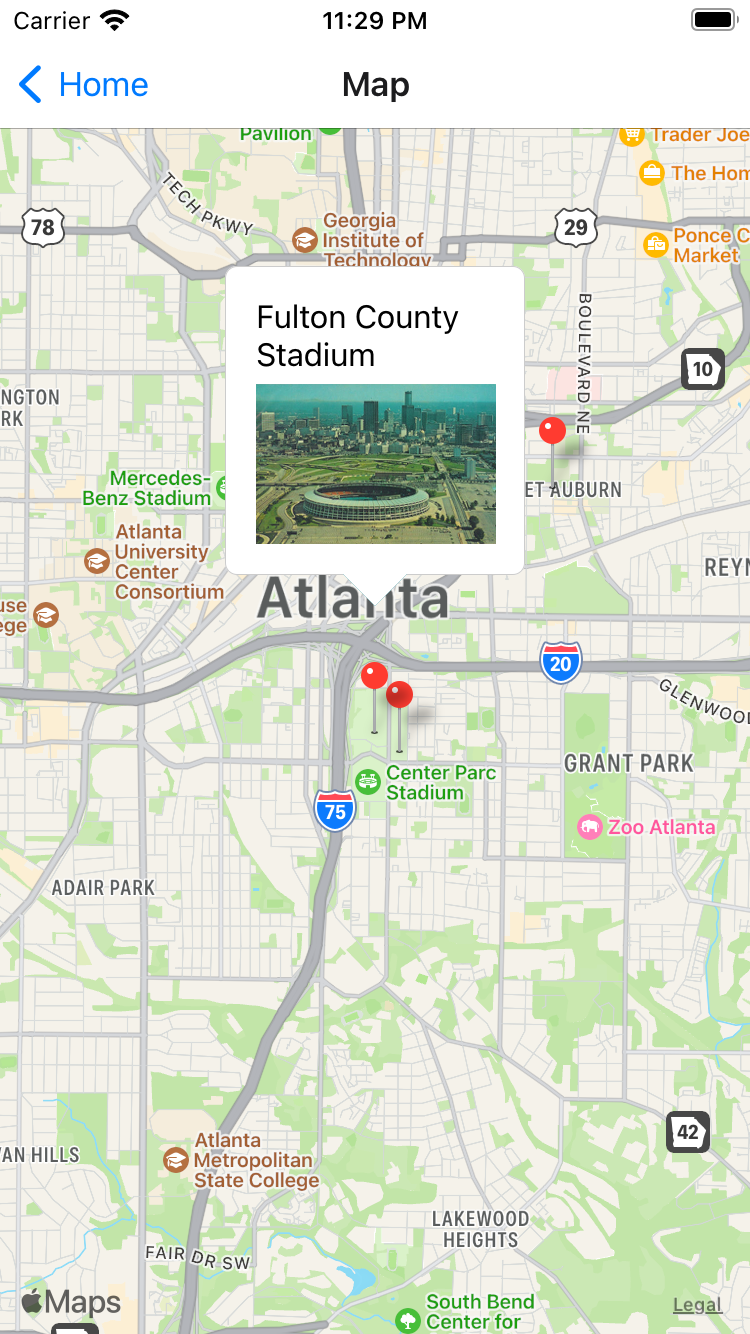 Carrier
11:29 PM
Home
Map
Pavilion
Trader Joe
TECH PKWY
The Hom
78
Georgia
Institute of
Technology
29
Ponce C
Market
Fulton County
Stadium
BOULEVARD NE
10
NGTON
RK
Mercedes-
Benz Stadium
ET AUBURN
Atlanta
University
Center
Consortium
REYN
Atlanta
use
ege
20
GLENWOOD
GRANT PARK
Center Parc
Stadium
75
Zoo Atlanta
ADAIR PARK
42
Atlanta
Metropolitan
State College
AN HILLS
LAKEWOOD
HEIGHTS
FAIR DR SW
Maps
South Bend
Center for
Legal